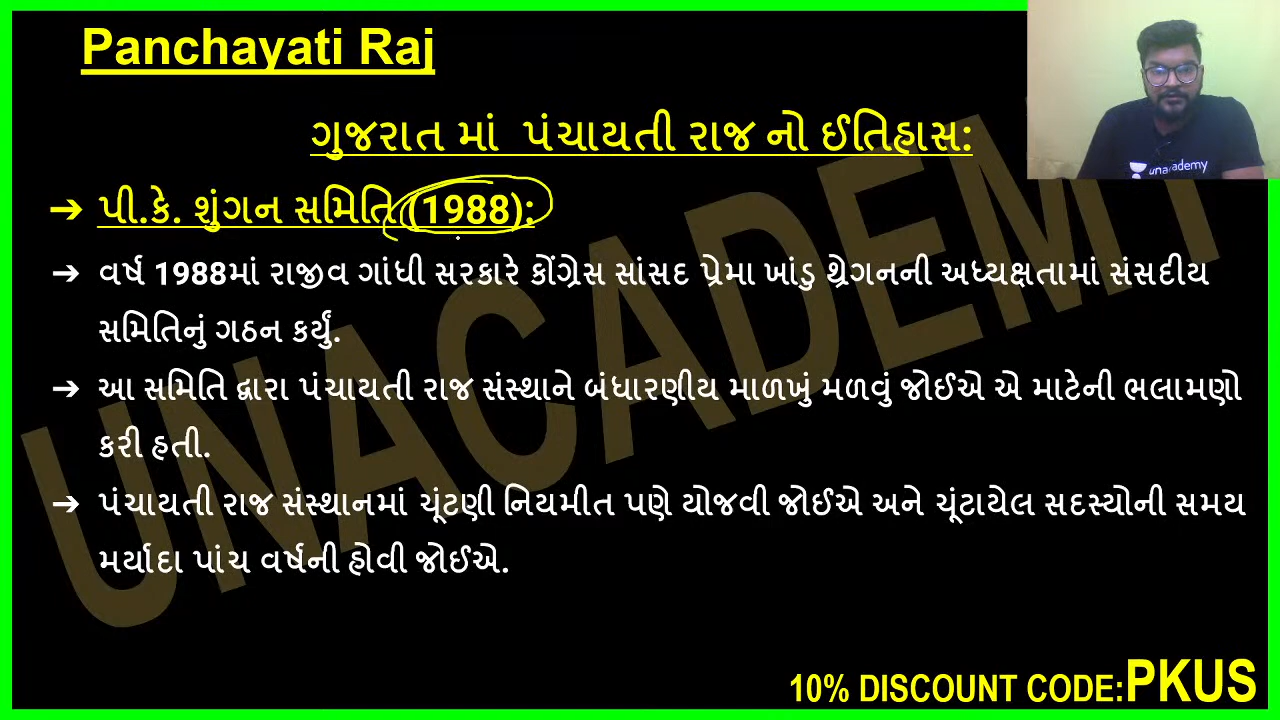 Panchayati Raj
ગુજરાત માં પંચાયતી રાજ નો ઈતિહાસ:
➔ પી.કે. શુંગન સમિતિ (1988):
➔ વર્ષ 1988માં રાજીવ ગાંધી સરકારે કોંગ્રેસ સાંસદ પ્રેમા ખાંડુ થ્રેગનની અધ્યક્ષતામાં સંસદીય
સમિતિનું ગઠન કર્યું.
➔ આ સમિતિ દ્વારા પંચાયતી રાજ સંસ્થાને બંધારણીય માળખું મળવું જોઈએ એ માટેની ભલામણો
કરી હતી.
➔ પંચાયતી રાજ સંસ્થાનમાં ચૂંટણી નિયમીત પણે યોજવી જોઈએ અને ચૂંટાયેલ સદસ્યોની સમય
મર્યાદા પાંચ વર્ષની હોવી જોઈએ.
UNACADEMY
unacademy
10% DISCOUNT CODE:PKUS